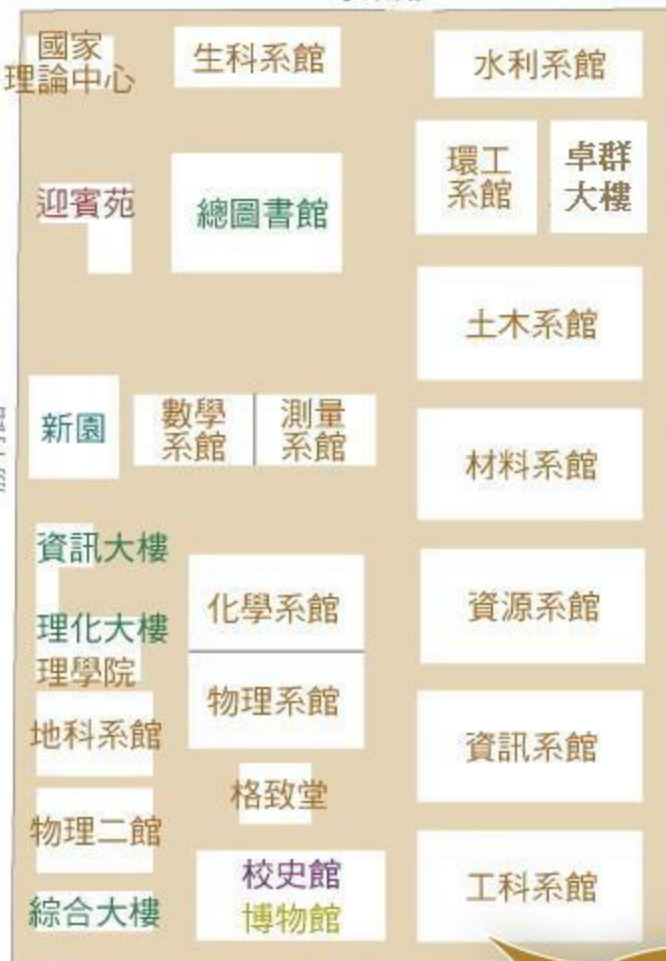 國家
理論中心
生科系館
水利系館
環工
系館
卓群
大樓
迎賓苑
總圖書館
土木系館
新園
數學
系館
測量
系館
材料系館
資訊大樓
化學系館
資源系館
理化大樓
理學院
物理系館
地科系館
資訊系館
格致堂
物理二館
校史館
博物館
工科系館
綜合大樓